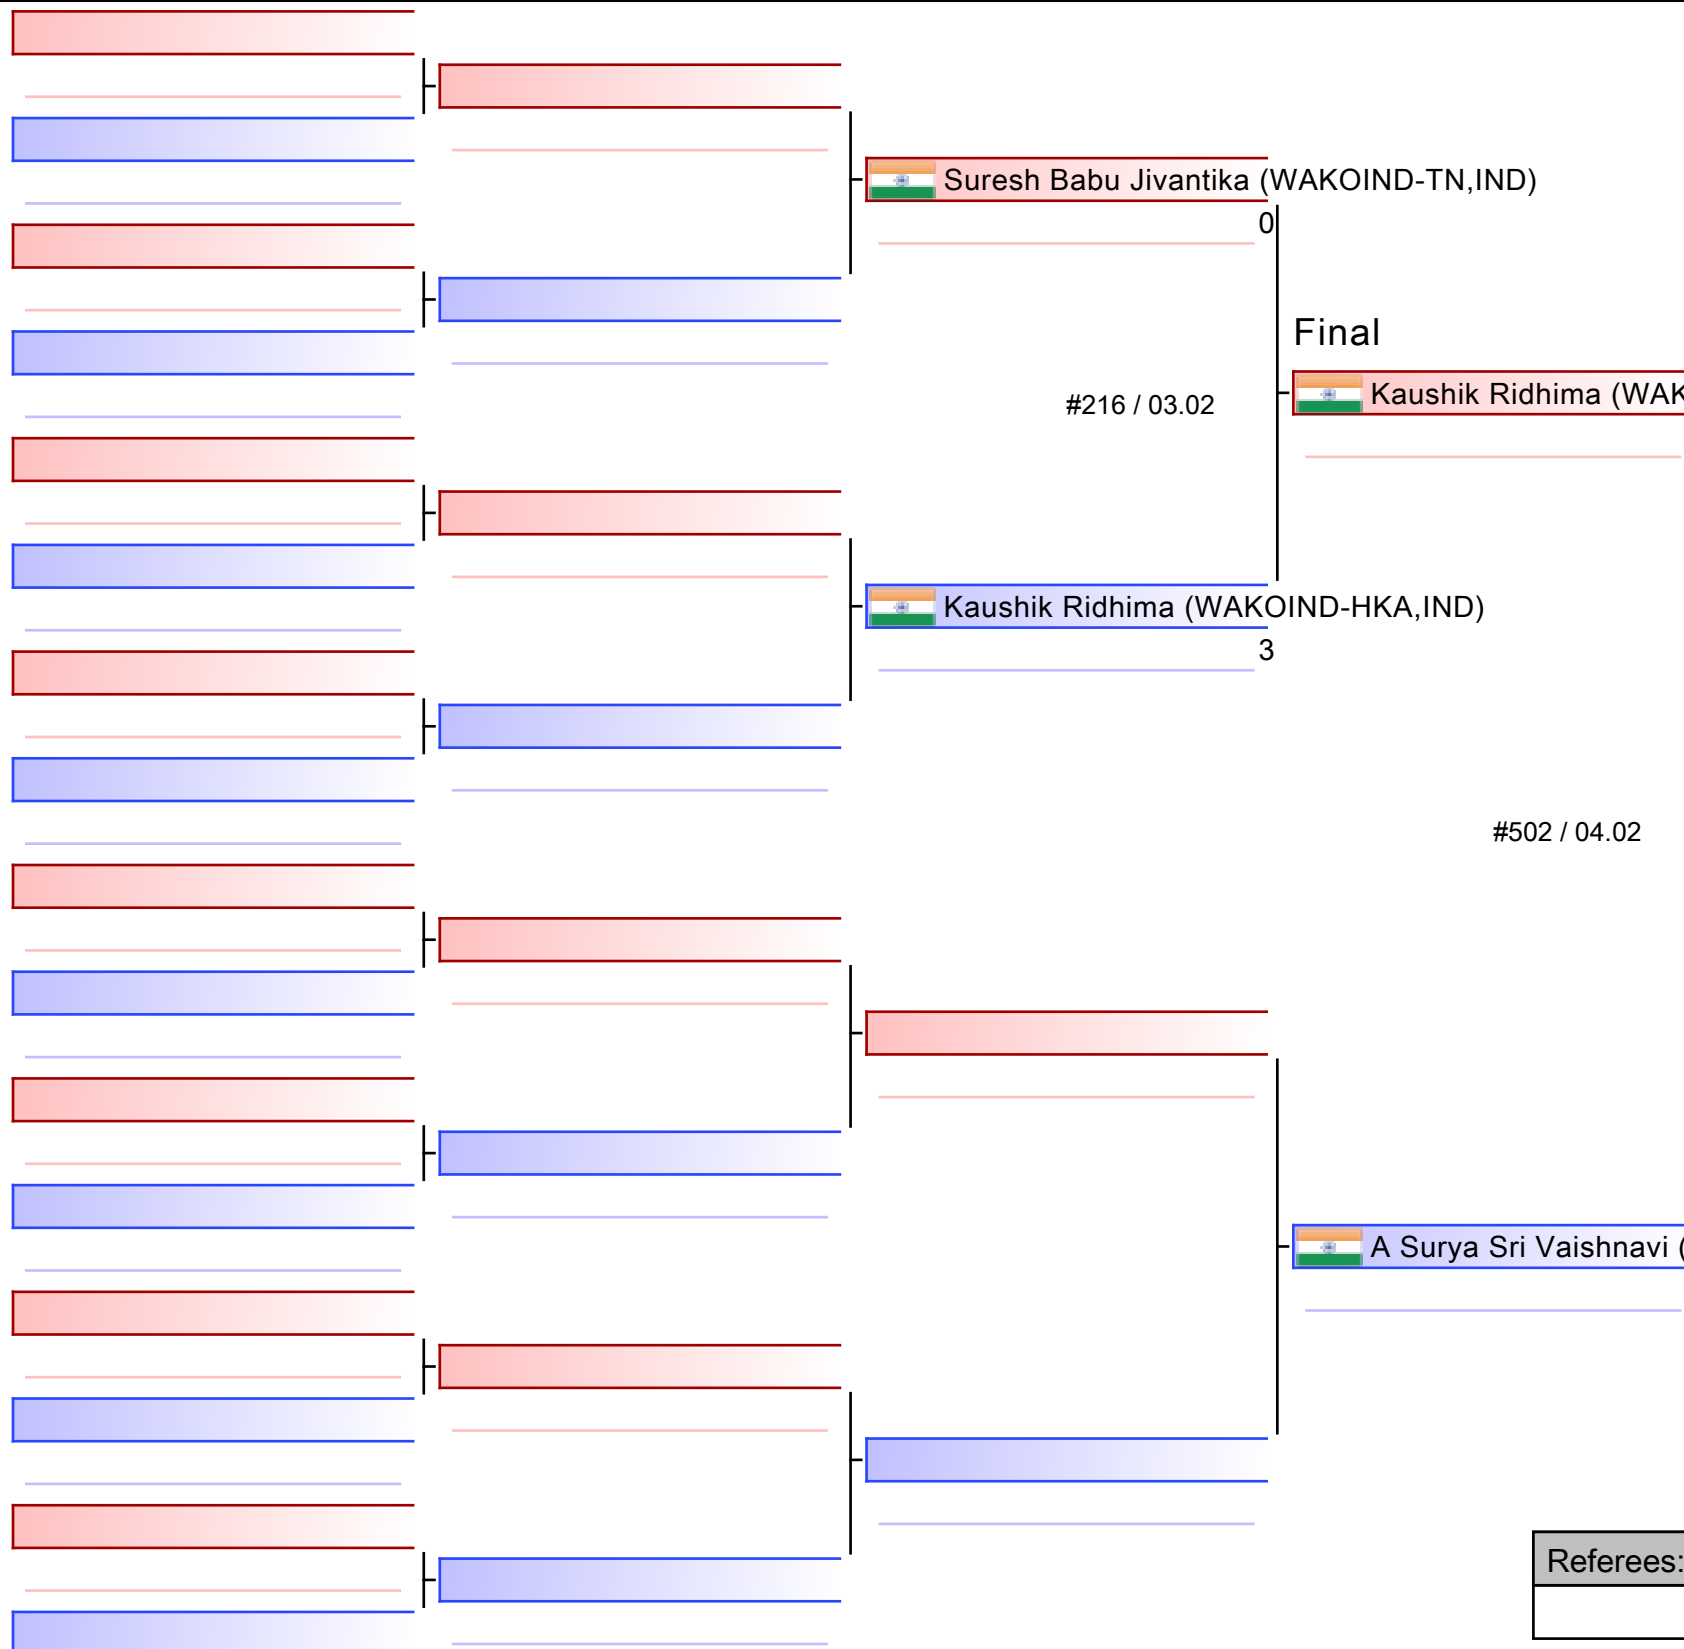 Suresh Babu Jivantika (WAKOIND-TN,IND)
0
Final
#216 / 03.02
Kaushik Ridhima (WAK
Kaushik Ridhima (WAKOIND-HKA,IND)
3
#502 / 04.02
A Surya Sri Vaishnavi (
Referees: